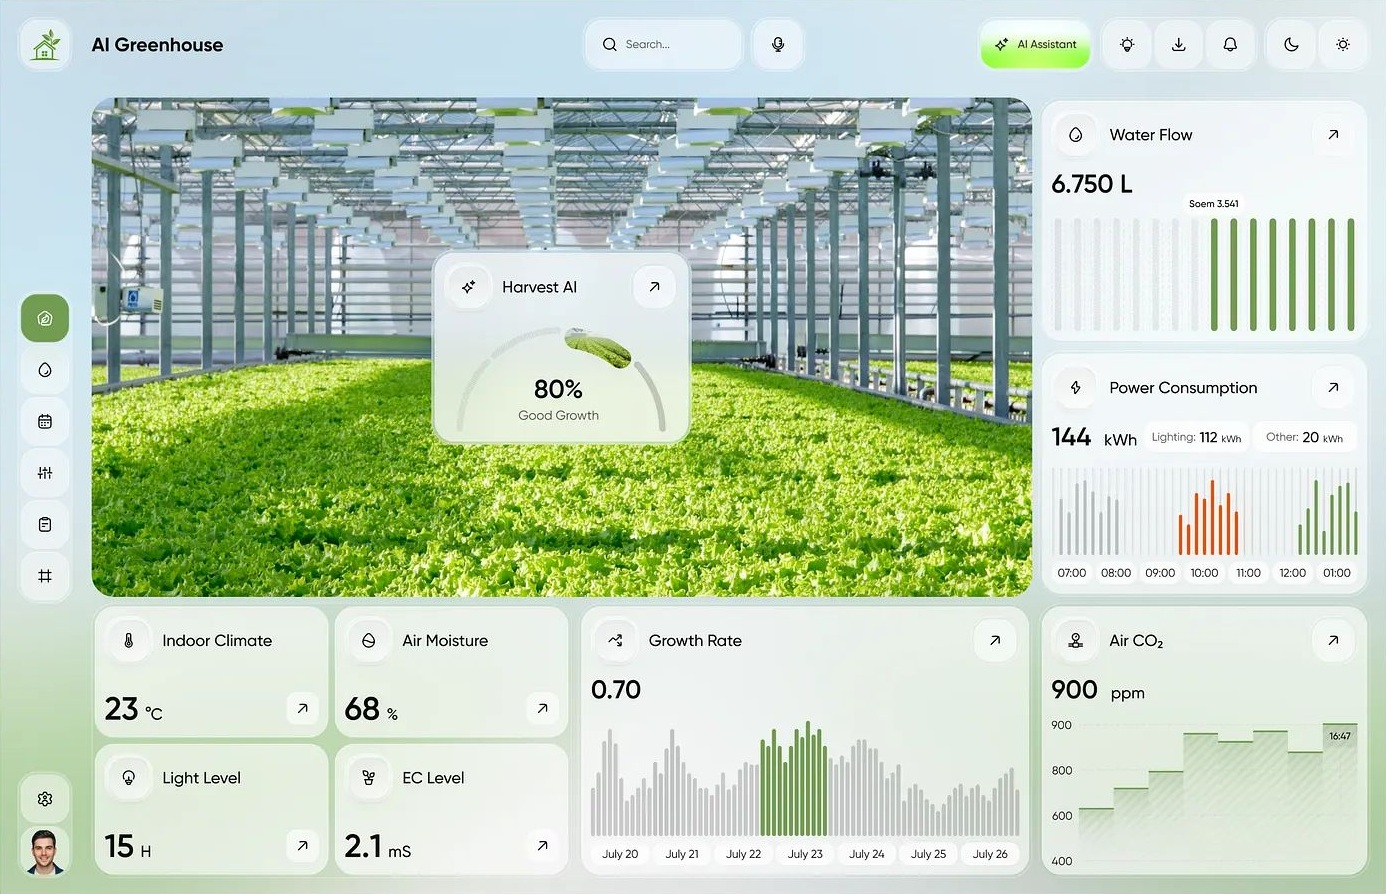 AI Greenhouse
Search...
AI Assistant
Harvest AI
80%
Good Growth
Water Flow
6.750 L
Soem 3.541
Power Consumption
144 kWh
Lighting: 112 kWh
Other: 20 kWh
07:00 08:00 09:00 10:00 11:00 12:00 01:00
Indoor Climate
23 °C
Air Moisture
68 %
Light Level
15 H
EC Level
2.1 mS
Growth Rate
0.70
July 20 July 21 July 22 July 23 July 24 July 25 July 26
Air CO₂
900 ppm
900
16:47
800
600
400